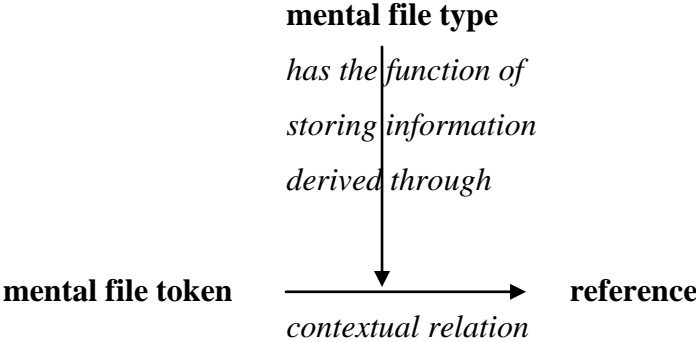 mental file type
has the function of
storing information
derived through
mental file token
reference
contextual relation